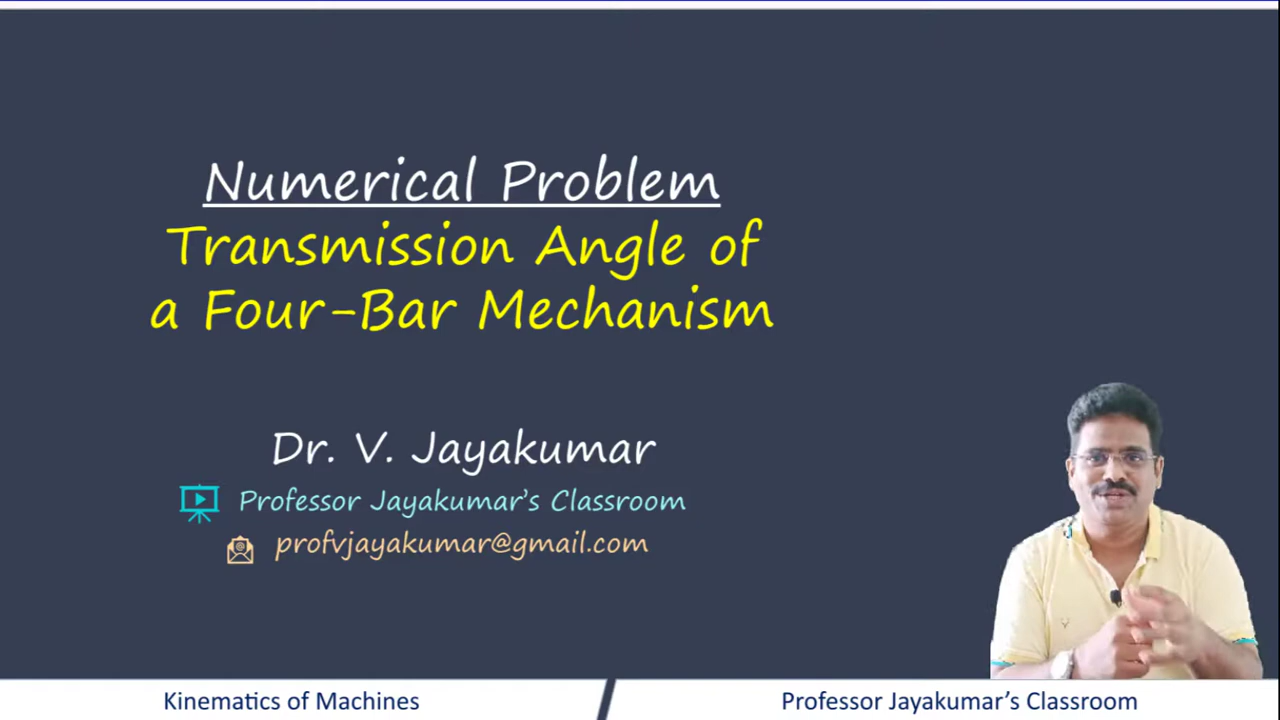 Numerical Problem
Transmission Angle of
a Four-Bar Mechanism
Dr. V. Jayakumar
Professor Jayakumar's Classroom
profvjayakumar@gmail.com
Kinematics of Machines
Professor Jayakumar's Classroom